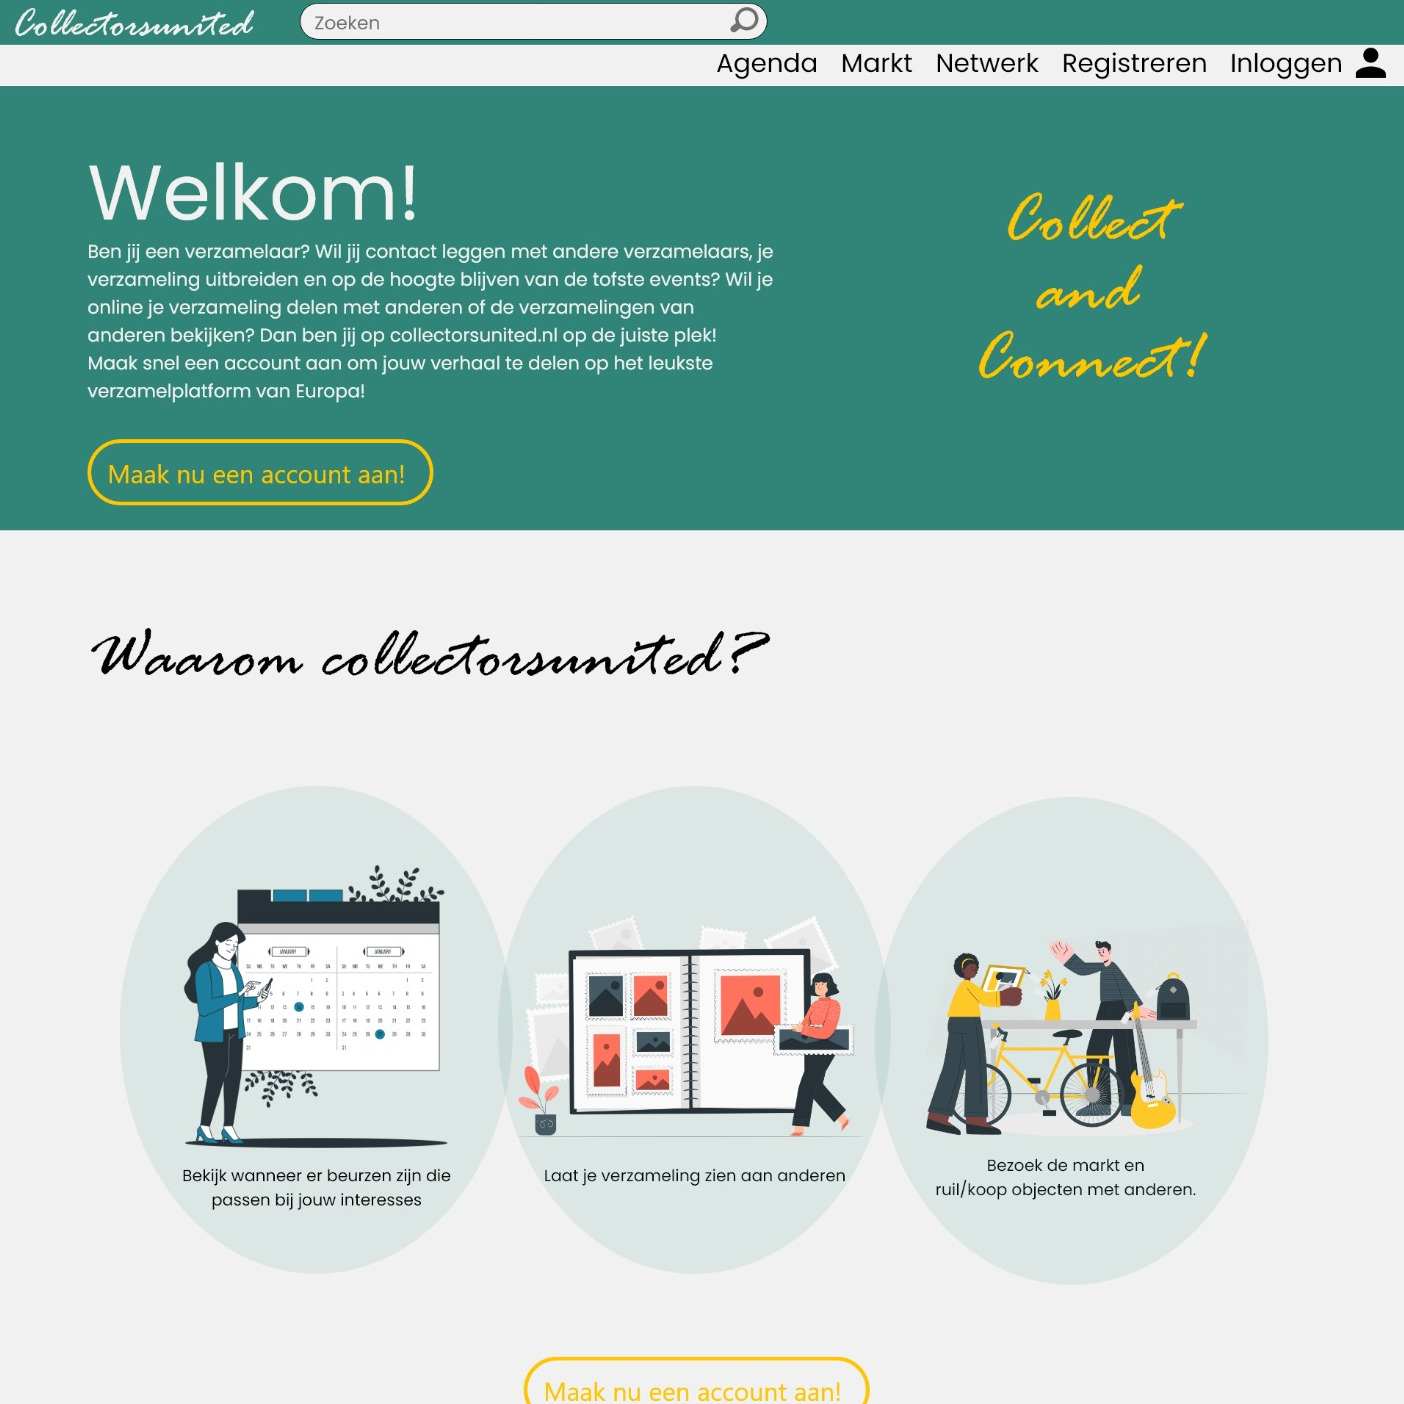 Collectorsunited
Zoeken
Agenda Markt Netwerk Registreren Inloggen
Welkom!
Ben jij een verzamelaar? Wil jij contact leggen met andere verzamelaars, je
verzameling uitbreiden en op de hoogte blijven van de tofste events? Wil je
online je verzameling delen met anderen of de verzamelingen van
anderen bekijken? Dan ben jij op collectorsunited.nl op de juiste plek!
Maak snel een account aan om jouw verhaal te delen op het leukste
verzamelplatform van Europa!
Maak nu een account aan!
Collect
and
Connect!
Waarom collectorsunited?
JANUARY JANUARY
Bekijk wanneer er beurzen zijn die
passen bij jouw interesses
Laat je verzameling zien aan anderen
Bezoek de markt en
ruil/koop objecten met anderen.
Maak nu een account aan!